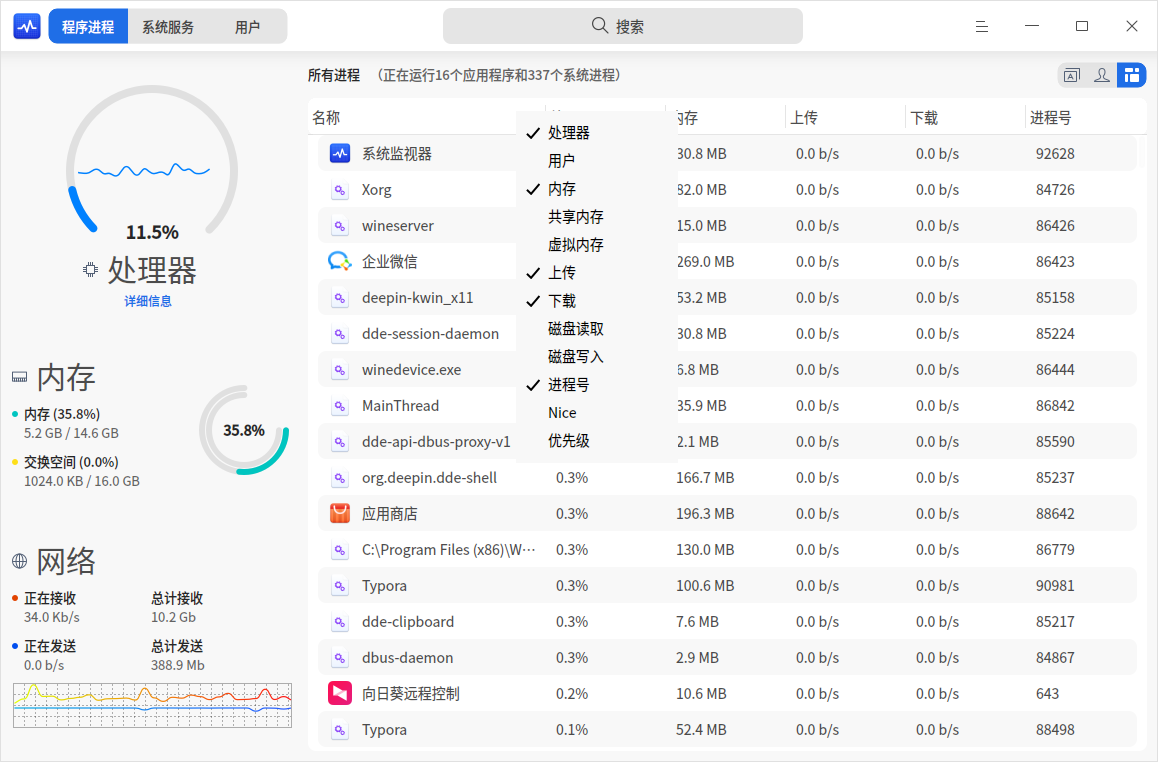 程序进程 系统服务 用户 搜索
11.5%
处理器
详细信息
内存
内存 (35.8%)
5.2 GB / 14.6 GB
交换空间 (0.0%)
1024.0 KB / 16.0 GB
35.8%
网络
正在接收 总计接收
34.0 Kb/s 10.2 Gb
正在发送 总计发送
0.0 b/s 388.9 Mb
所有进程 (正在运行16个应用程序和337个系统进程)
名称 内存 上传 下载 进程号
系统监视器 30.8 MB 0.0 b/s 0.0 b/s 92628
Xorg 82.0 MB 0.0 b/s 0.0 b/s 84726
wineserver 15.0 MB 0.0 b/s 0.0 b/s 86426
企业微信 269.0 MB 0.0 b/s 0.0 b/s 86423
deepin-kwin_x11 53.2 MB 0.0 b/s 0.0 b/s 85158
dde-session-daemon 30.8 MB 0.0 b/s 0.0 b/s 85224
winedevice.exe 6.8 MB 0.0 b/s 0.0 b/s 86444
MainThread 35.9 MB 0.0 b/s 0.0 b/s 86842
dde-api-dbus-proxy-v1 2.1 MB 0.0 b/s 0.0 b/s 85590
org.deepin.dde-shell 0.3% 166.7 MB 0.0 b/s 0.0 b/s 85237
应用商店 0.3% 196.3 MB 0.0 b/s 0.0 b/s 88642
C:\Program Files (x86)\W⋯ 0.3% 130.0 MB 0.0 b/s 0.0 b/s 86779
Typora 0.3% 100.6 MB 0.0 b/s 0.0 b/s 90981
dde-clipboard 0.3% 7.6 MB 0.0 b/s 0.0 b/s 85217
dbus-daemon 0.3% 2.9 MB 0.0 b/s 0.0 b/s 84867
向日葵远程控制 0.2% 10.6 MB 0.0 b/s 0.0 b/s 643
Typora 0.1% 52.4 MB 0.0 b/s 0.0 b/s 88498
处理器
用户
内存
共享内存
虚拟内存
上传
下载
磁盘读取
磁盘写入
进程号
Nice
优先级